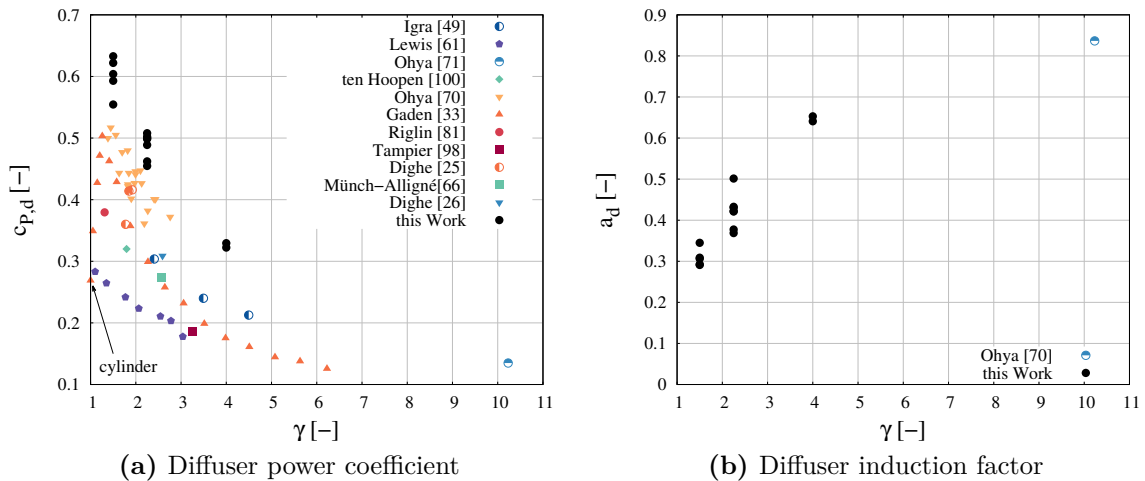 0.7
0.6
0.5
0.4
0.3
0.2
0.1
c_P,d [−]
1 2 3 4 5 6 7 8 9 10 11
γ [−]
Igra [49]
Lewis [61]
Ohya [71]
ten Hoopen [100]
Ohya [70]
Gaden [33]
Riglin [81]
Tampier [98]
Dighe [25]
Münch−Alligné[66]
Dighe [26]
this Work
cylinder
(a) Diffuser power coefficient
0.9
0.8
0.7
0.6
0.5
0.4
0.3
0.2
0.1
0
a_d [−]
1 2 3 4 5 6 7 8 9 10 11
γ [−]
Ohya [70]
this Work
(b) Diffuser induction factor